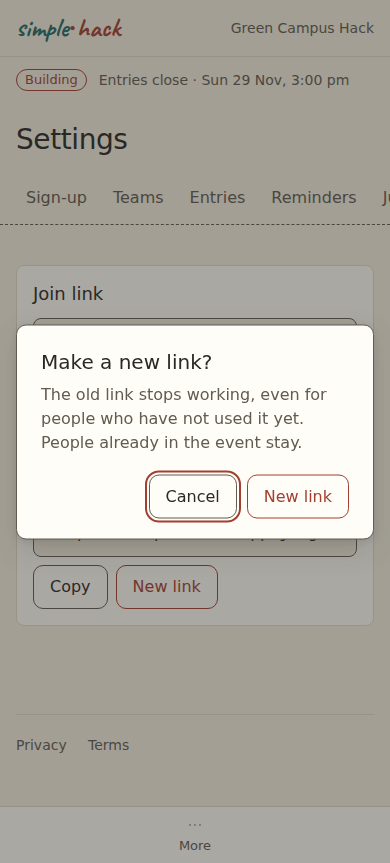 simple hack
Green Campus Hack
Building
Entries close · Sun 29 Nov, 3:00 pm
Settings
Sign-up
Teams
Entries
Reminders
Join link
Make a new link?
The old link stops working, even for
people who have not used it yet.
People already in the event stay.
Cancel
New link
Copy
New link
Privacy
Terms
...
More